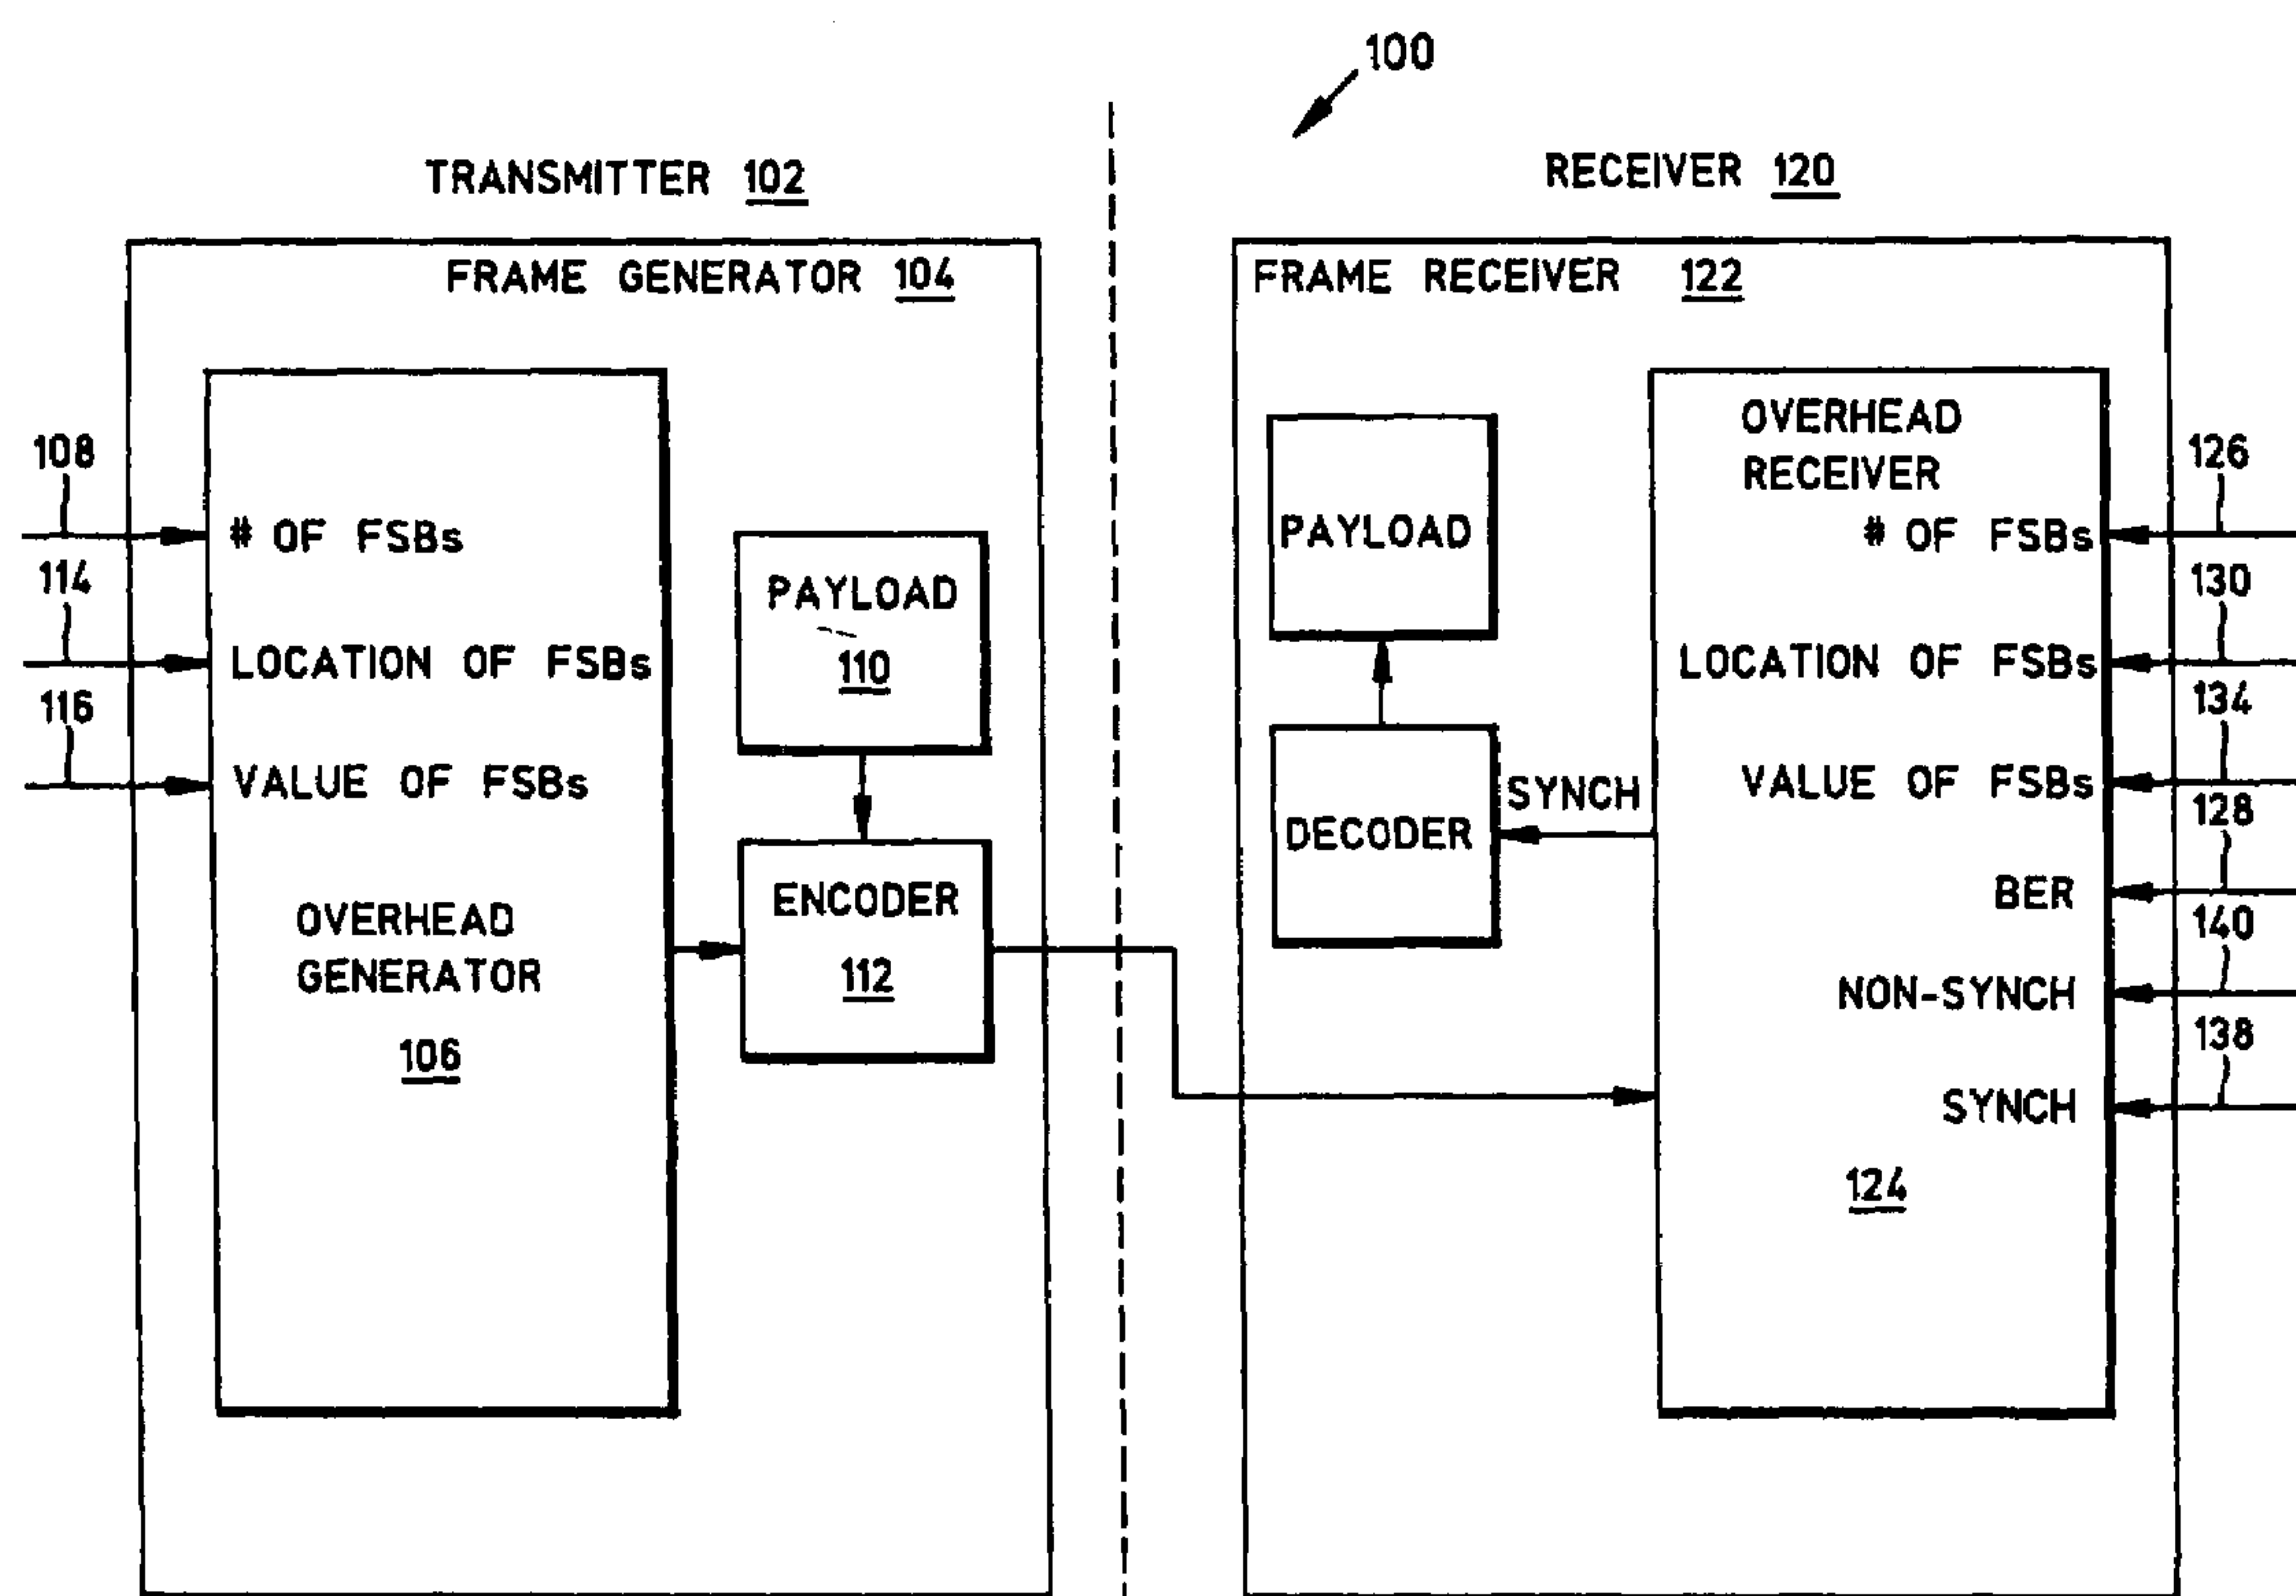 100
TRANSMITTER 102
RECEIVER 120
FRAME GENERATOR 104
108
# OF FSBs
114
LOCATION OF FSBs
116
VALUE OF FSBs
OVERHEAD
GENERATOR
106
PAYLOAD
110
ENCODER
112
FRAME RECEIVER 122
PAYLOAD
DECODER
SYNCH
OVERHEAD
RECEIVER
126
# OF FSBs
130
LOCATION OF FSBs
134
VALUE OF FSBs
128
BER
140
NON-SYNCH
138
SYNCH
124